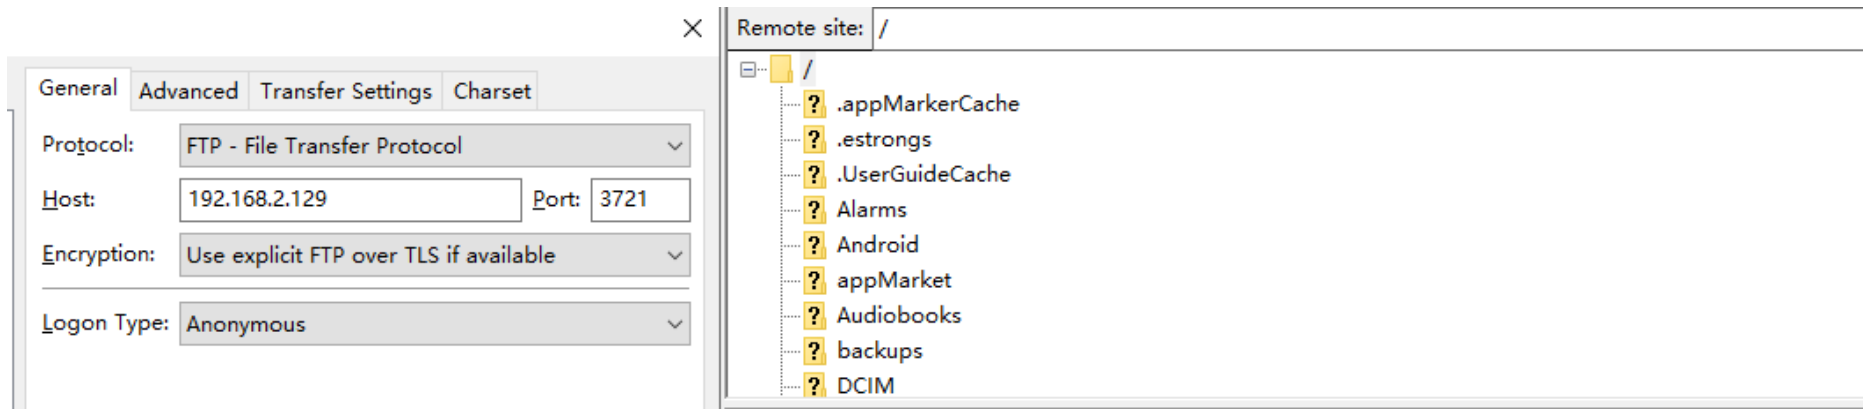 General Advanced Transfer Settings Charset
Protocol: FTP - File Transfer Protocol
Host: 192.168.2.129 Port: 3721
Encryption: Use explicit FTP over TLS if available
Logon Type: Anonymous
Remote site: /
/
.appMarkerCache
.estrongs
.UserGuideCache
Alarms
Android
appMarket
Audiobooks
backups
DCIM